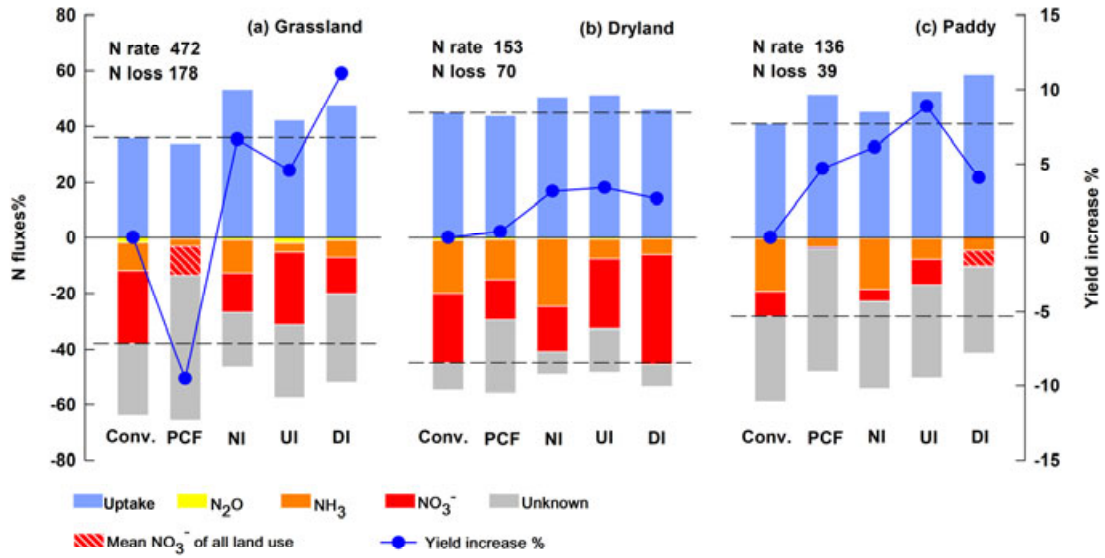 80
60
40
20
0
-20
-40
-60
-80
N fluxes%
(a) Grassland
N rate 472
N loss 178
Conv. PCF NI UI DI
(b) Dryland
N rate 153
N loss 70
Conv. PCF NI UI DI
(c) Paddy
N rate 136
N loss 39
Conv. PCF NI UI DI
15
10
5
0
-5
-10
-15
Yield increase %
Uptake N₂O NH₃ NO₃⁻ Unknown
Mean NO₃⁻ of all land use Yield increase %